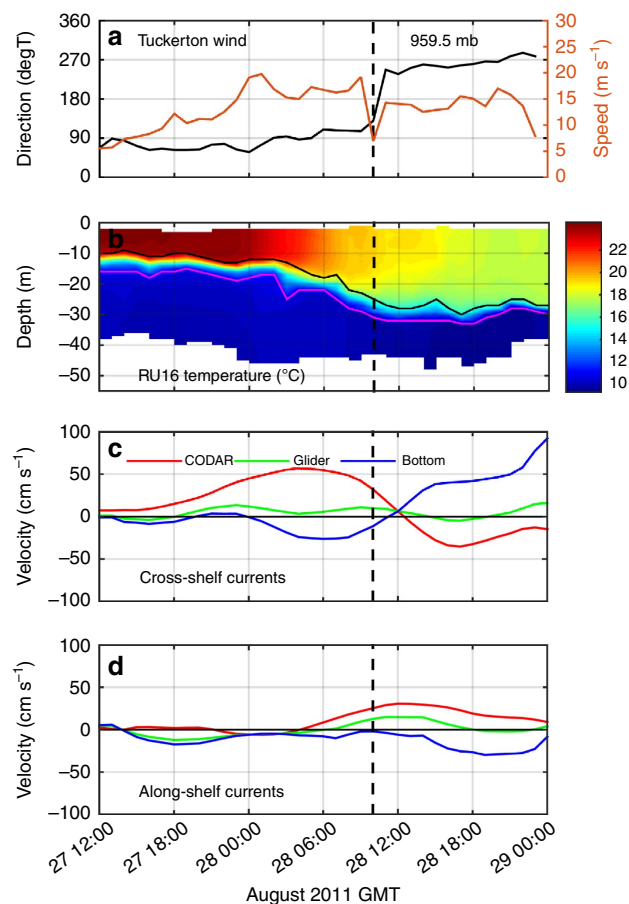 360
270
180
90
0
Direction (degT)
a
Tuckerton wind
959.5 mb
30
25
20
15
10
5
0
Speed (m s⁻¹)
0
−10
−20
−30
−40
−50
Depth (m)
b
RU16 temperature (°C)
22
20
18
16
14
12
10
100
50
0
−50
−100
Velocity (cm s⁻¹)
c
CODAR
Glider
Bottom
Cross-shelf currents
100
50
0
−50
−100
Velocity (cm s⁻¹)
d
Along-shelf currents
27 12:00
27 18:00
28 00:00
28 06:00
28 12:00
28 18:00
29 00:00
August 2011 GMT